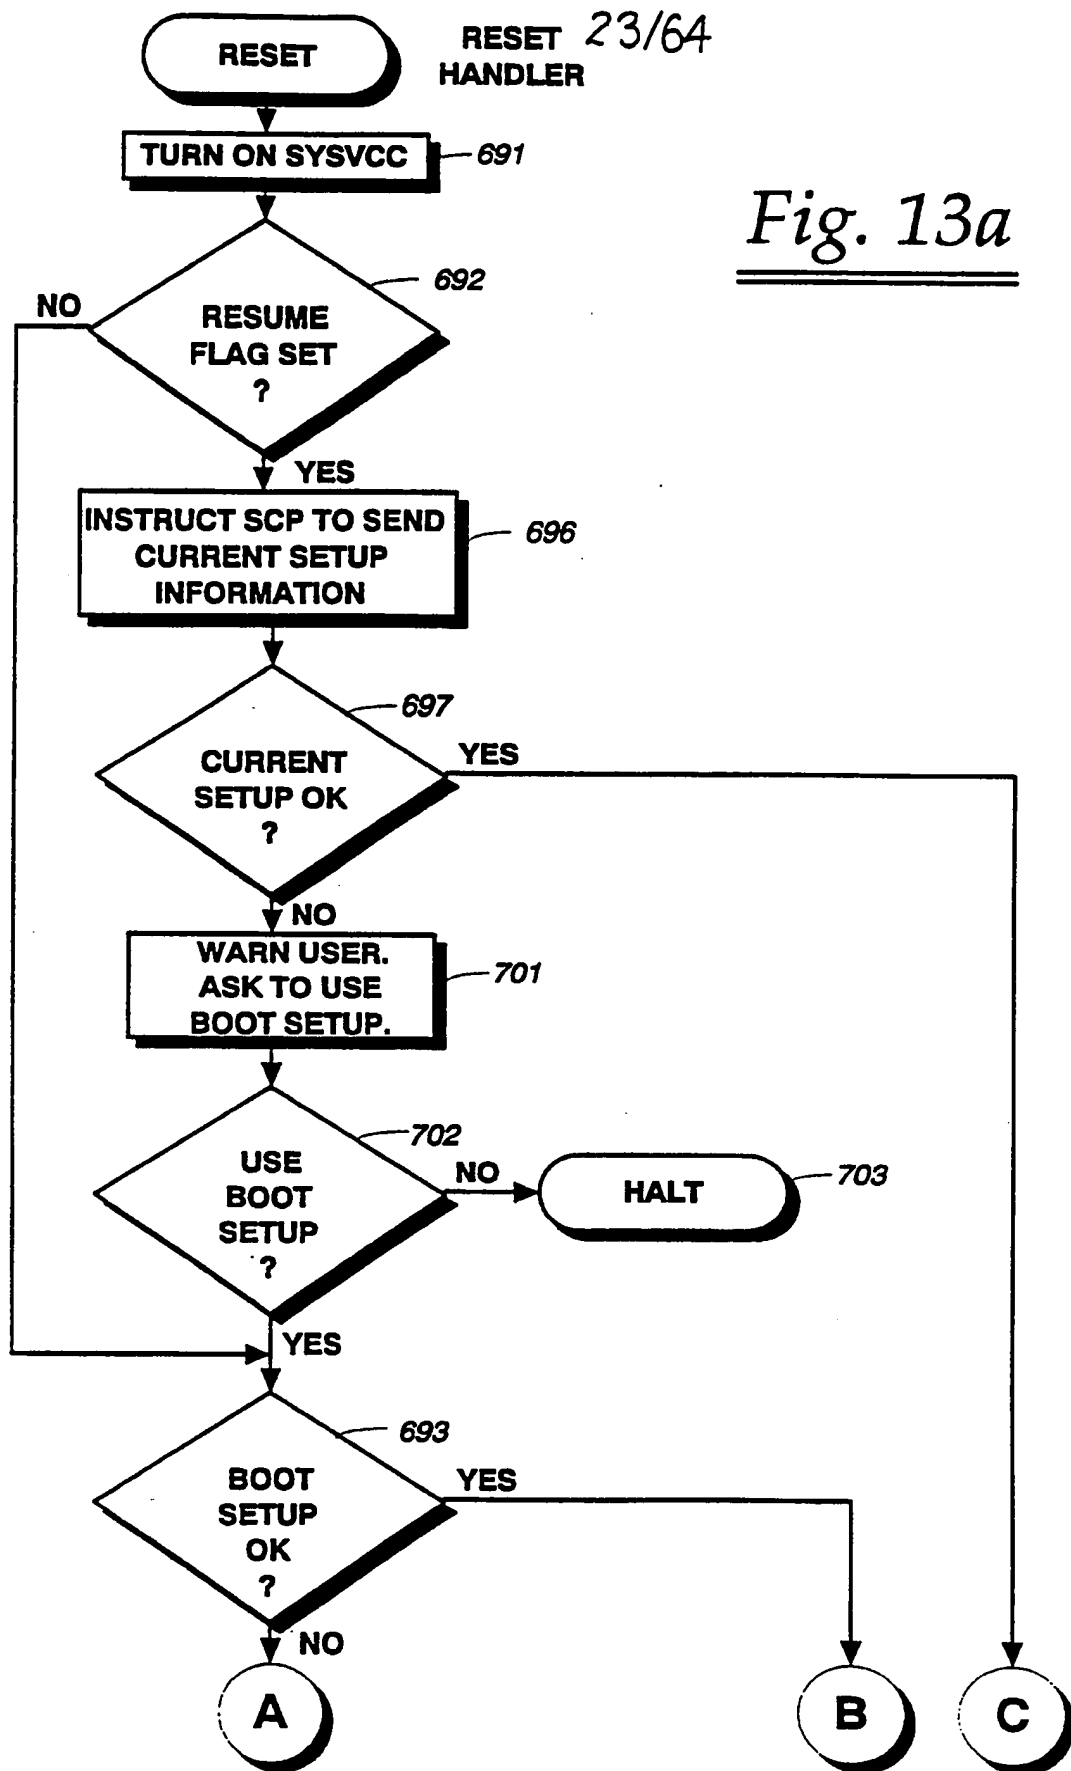 RESET
RESET 23/64
HANDLER
TURN ON SYSVCC
691
Fig. 13a
692
NO
RESUME
FLAG SET
?
YES
INSTRUCT SCP TO SEND
CURRENT SETUP
INFORMATION
696
697
YES
CURRENT
SETUP OK
?
NO
WARN USER.
ASK TO USE
BOOT SETUP.
701
702
USE
BOOT
SETUP
?
NO
HALT
703
YES
693
BOOT
SETUP
OK
?
YES
NO
A
B
C